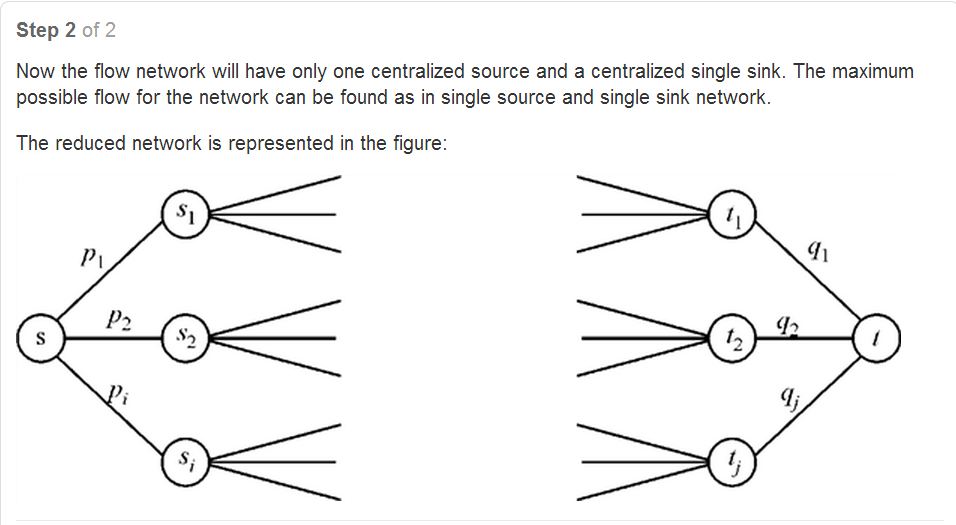 Step 2 of 2
Now the flow network will have only one centralized source and a centralized single sink. The maximum
possible flow for the network can be found as in single source and single sink network.
The reduced network is represented in the figure:
s1
t1
p1
q1
p2
q2
s
s2
t2
t
pi
qj
si
tj